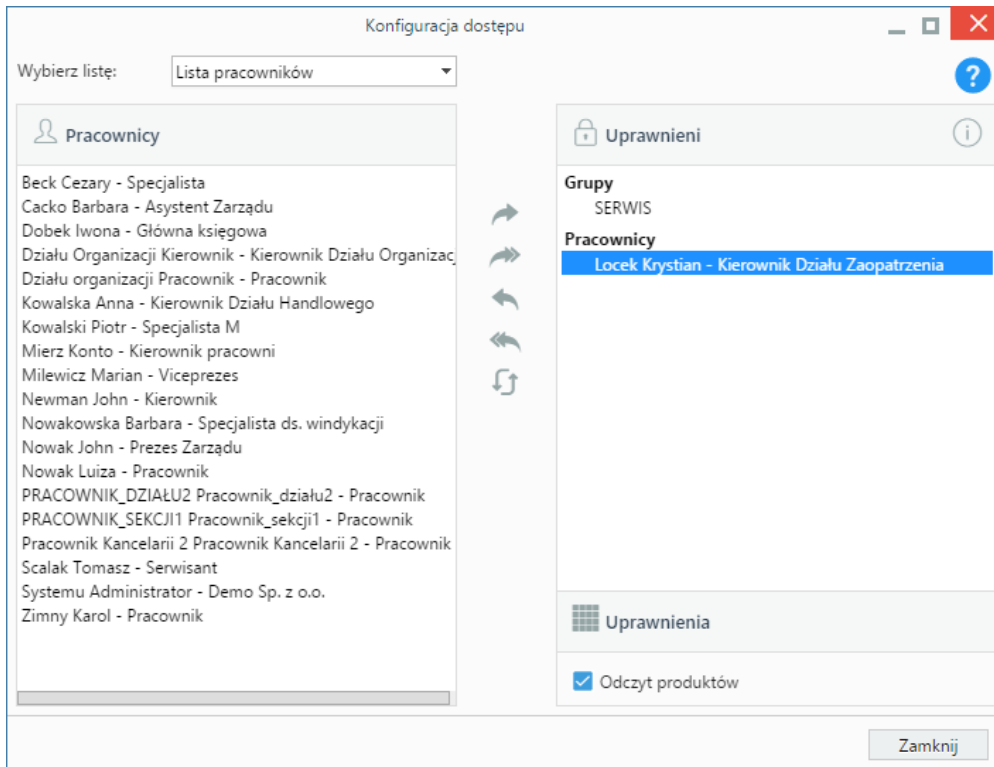 Konfiguracja dostępu
Wybierz listę:
Lista pracowników
?
Pracownicy
Beck Cezary - Specjalista
Cacko Barbara - Asystent Zarządu
Dobek Iwona - Główna księgowa
Działu Organizacji Kierownik - Kierownik Działu Organizac
Działu organizacji Pracownik - Pracownik
Kowalska Anna - Kierownik Działu Handlowego
Kowalski Piotr - Specjalista M
Mierz Konto - Kierownik pracowni
Milewicz Marian - Viceprezes
Newman John - Kierownik
Nowakowska Barbara - Specjalista ds. windykacji
Nowak John - Prezes Zarządu
Nowak Luiza - Pracownik
PRACOWNIK_DZIAŁU2 Pracownik_działu2 - Pracownik
PRACOWNIK_SEKCJI1 Pracownik_sekcji1 - Pracownik
Pracownik Kancelarii 2 Pracownik Kancelarii 2 - Pracownik
Scalak Tomasz - Serwisant
Systemu Administrator - Demo Sp. z o.o.
Zimny Karol - Pracownik
Uprawnieni
i
Grupy
SERWIS
Pracownicy
Locek Krystian - Kierownik Działu Zaopatrzenia
Uprawnienia
Odczyt produktów
Zamknij